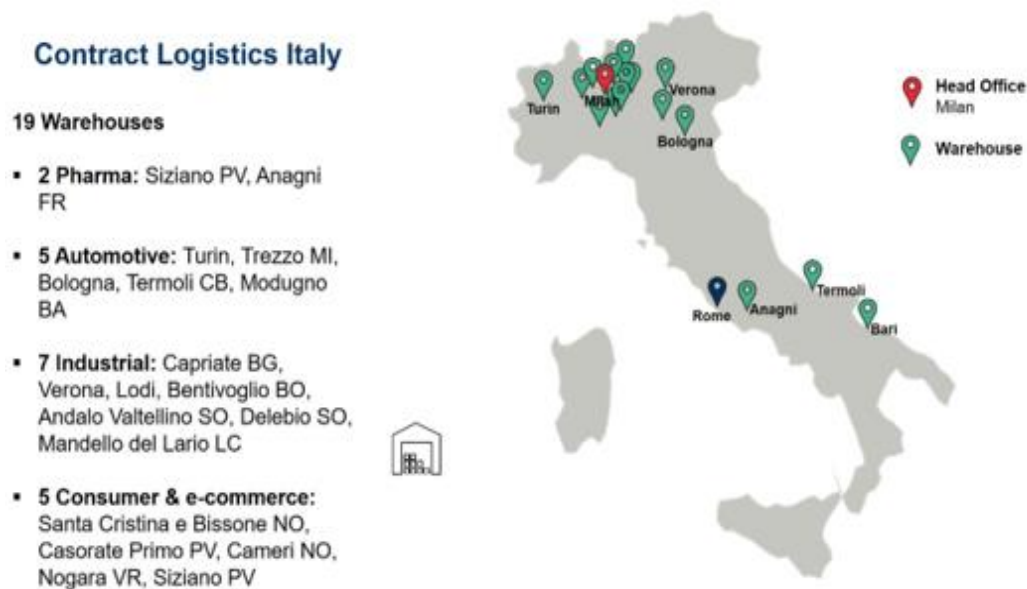 Contract Logistics Italy
19 Warehouses
▪ 2 Pharma: Siziano PV, Anagni
FR
▪ 5 Automotive: Turin, Trezzo MI,
Bologna, Termoli CB, Modugno
BA
▪ 7 Industrial: Capriate BG,
Verona, Lodi, Bentivoglio BO,
Andalo Valtellino SO, Delebio SO,
Mandello del Lario LC
▪ 5 Consumer & e-commerce:
Santa Cristina e Bissone NO,
Casorate Primo PV, Cameri NO,
Nogara VR, Siziano PV
Turin
Milan
Verona
Bologna
Rome
Anagni
Termoli
Bari
Head Office
Milan
Warehouse